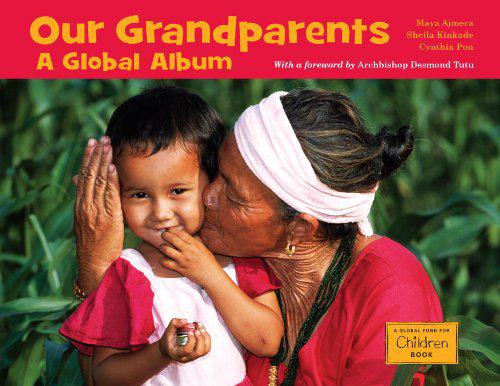 Our Grandparents
A Global Album
Maya Ajmera
Sheila Kinkade
Cynthia Pon
With a foreword by Archbishop Desmond Tutu
A GLOBAL FUND FOR
Children
BOOK